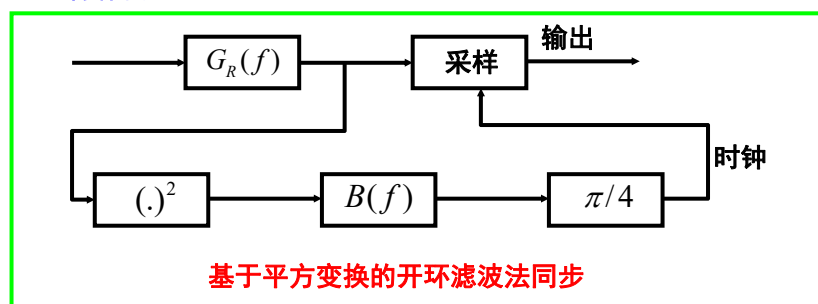 G_R(f)
采样
输出
时钟
(.)^2
B(f)
π/4
基于平方变换的开环滤波法同步